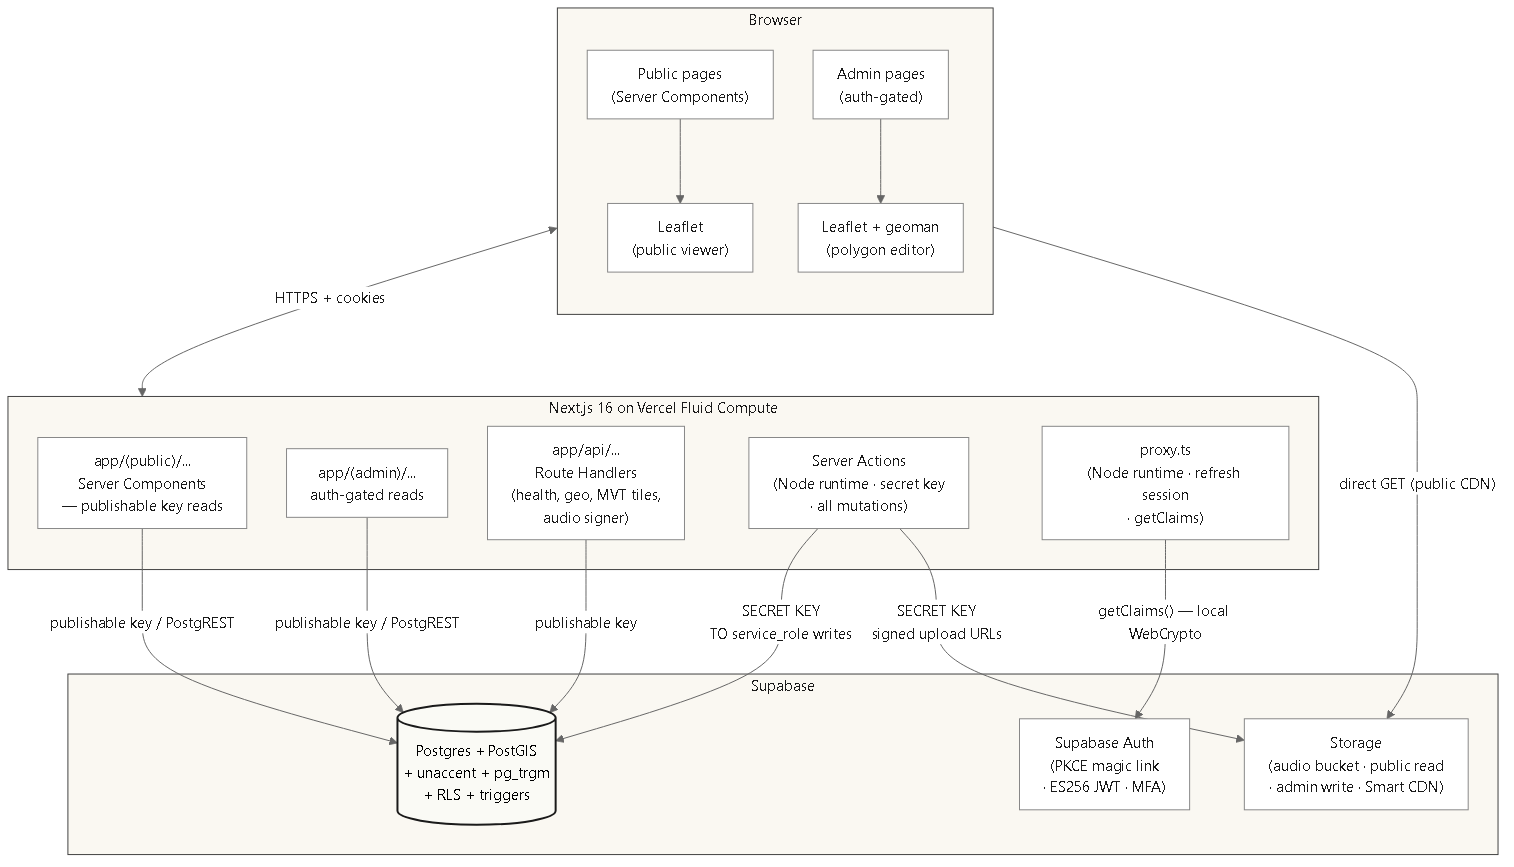 Browser
Public pages
(Server Components)
Admin pages
(auth-gated)
Leaflet
(public viewer)
Leaflet + geoman
(polygon editor)
HTTPS + cookies
Next.js 16 on Vercel Fluid Compute
app/(public)/...
Server Components
— publishable key reads
app/(admin)/...
auth-gated reads
app/api/...
Route Handlers
(health, geo, MVT tiles,
audio signer)
Server Actions
(Node runtime · secret key
· all mutations)
proxy.ts
(Node runtime · refresh
session
· getClaims)
direct GET (public CDN)
publishable key / PostgREST
publishable key / PostgREST
publishable key
SECRET KEY
TO service_role writes
SECRET KEY
signed upload URLs
getClaims() — local
WebCrypto
Supabase
Postgres + PostGIS
+ unaccent + pg_trgm
+ RLS + triggers
Supabase Auth
(PKCE magic link
· ES256 JWT · MFA)
Storage
(audio bucket · public read
· admin write · Smart CDN)